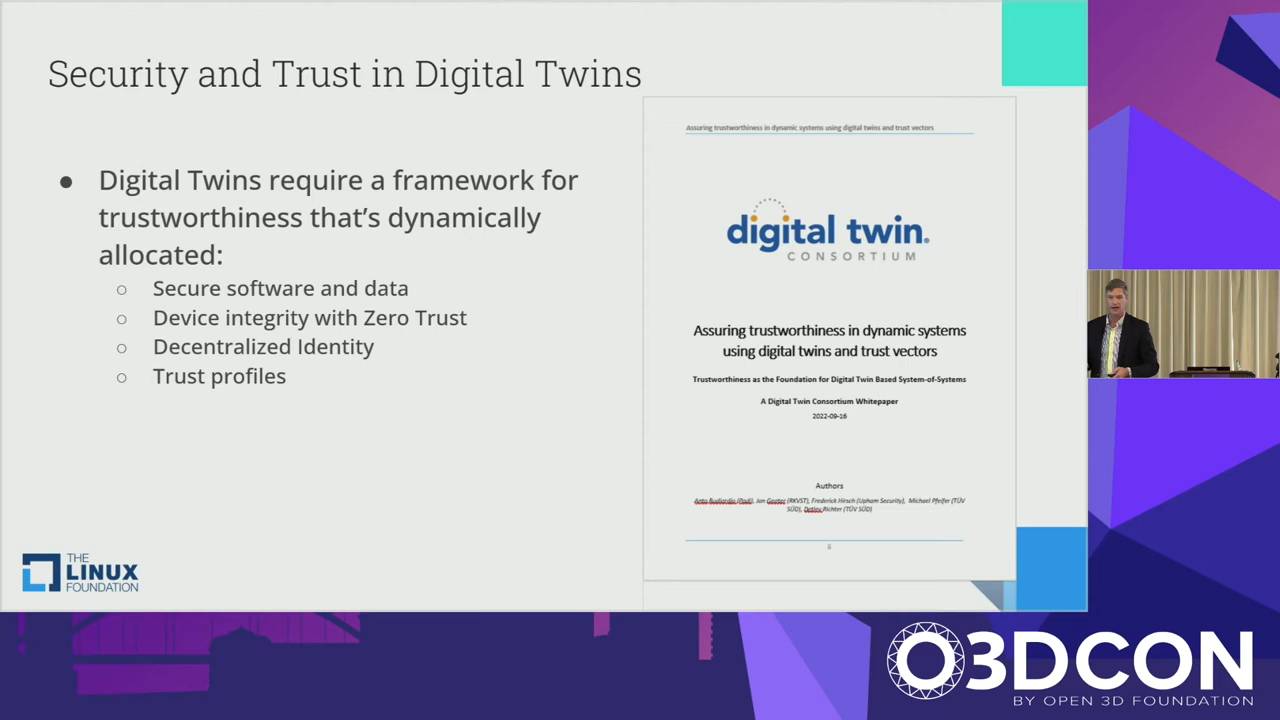 Security and Trust in Digital Twins
● Digital Twins require a framework for
trustworthiness that's dynamically
allocated:
○ Secure software and data
○ Device integrity with Zero Trust
○ Decentralized Identity
○ Trust profiles
THE
LINUX
FOUNDATION
Assuring trustworthiness in dynamic systems using digital twins and trust vectors
digital twin®
CONSORTIUM
Assuring trustworthiness in dynamic systems
using digital twins and trust vectors
Trustworthiness as the Foundation for Digital Twin Based System-of-Systems
A Digital Twin Consortium Whitepaper
2022-09-16
Authors
Anto Budiardjo (Padi), Jon Geater (RKVST), Frederick Hirsch (Upham Security), Michael Pfeifer (TÜV
SÜD), Detlev Richter (TÜV SÜD)
ii
O3DCON
BY OPEN 3D FOUNDATION